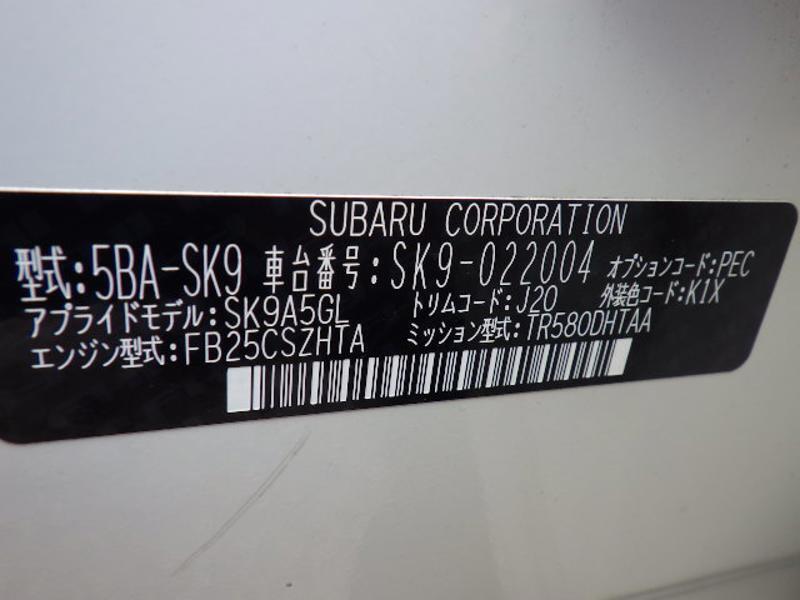 SUBARU CORPORATION
型式:5BA-SK9 車台番号:SK9-022004 オプションコード:PEC
アプライドモデル:SK9A5GL トリムコード:J20 外装色コード:K1X
エンジン型式:FB25CSZHTA ミッション型式:TR580DHTAA